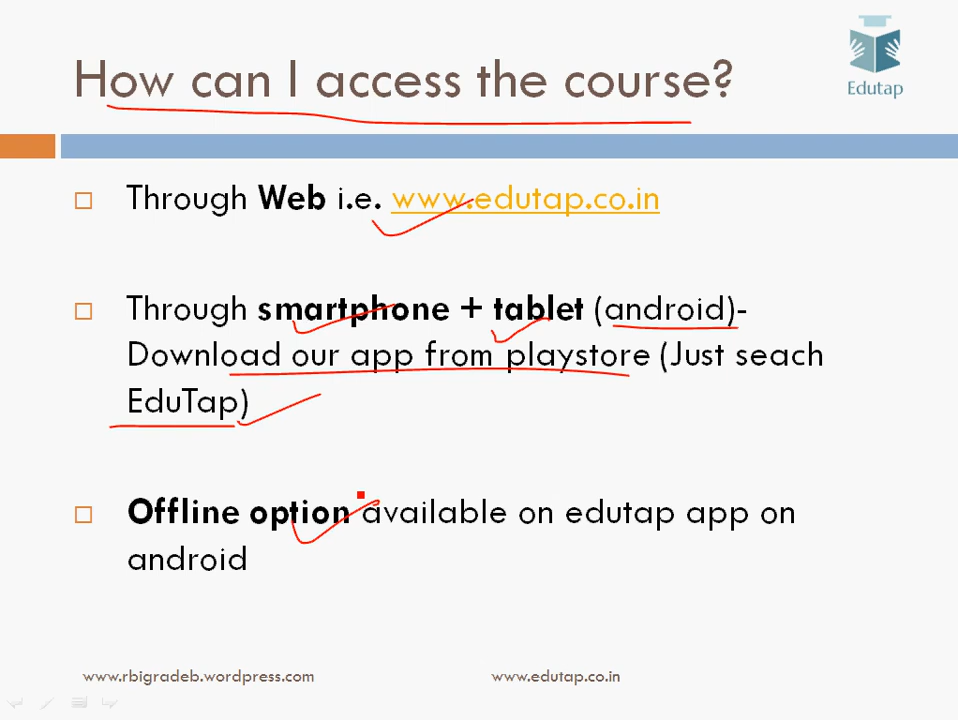 How can I access the course?
Edutap
Through Web i.e. www.edutap.co.in
Through smartphone + tablet (android)-
Download our app from playstore (Just seach
EduTap)
Offline option available on edutap app on
android
www.rbigradeb.wordpress.com
www.edutap.co.in